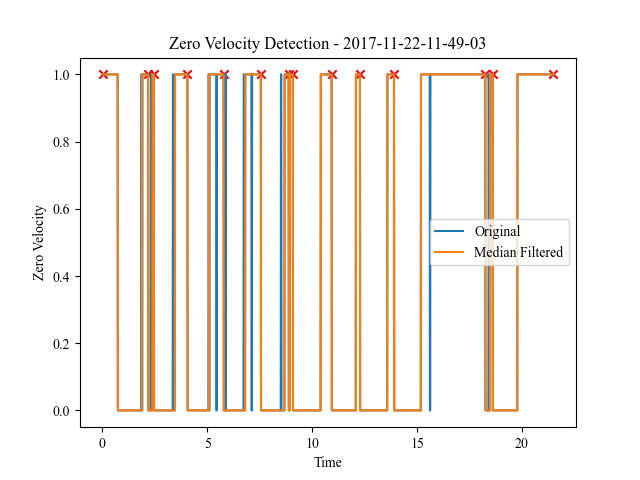 Zero Velocity Detection - 2017-11-22-11-49-03
1.0
0.8
0.6
0.4
0.2
0.0
Zero Velocity
Original
Median Filtered
0 5 10 15 20
Time